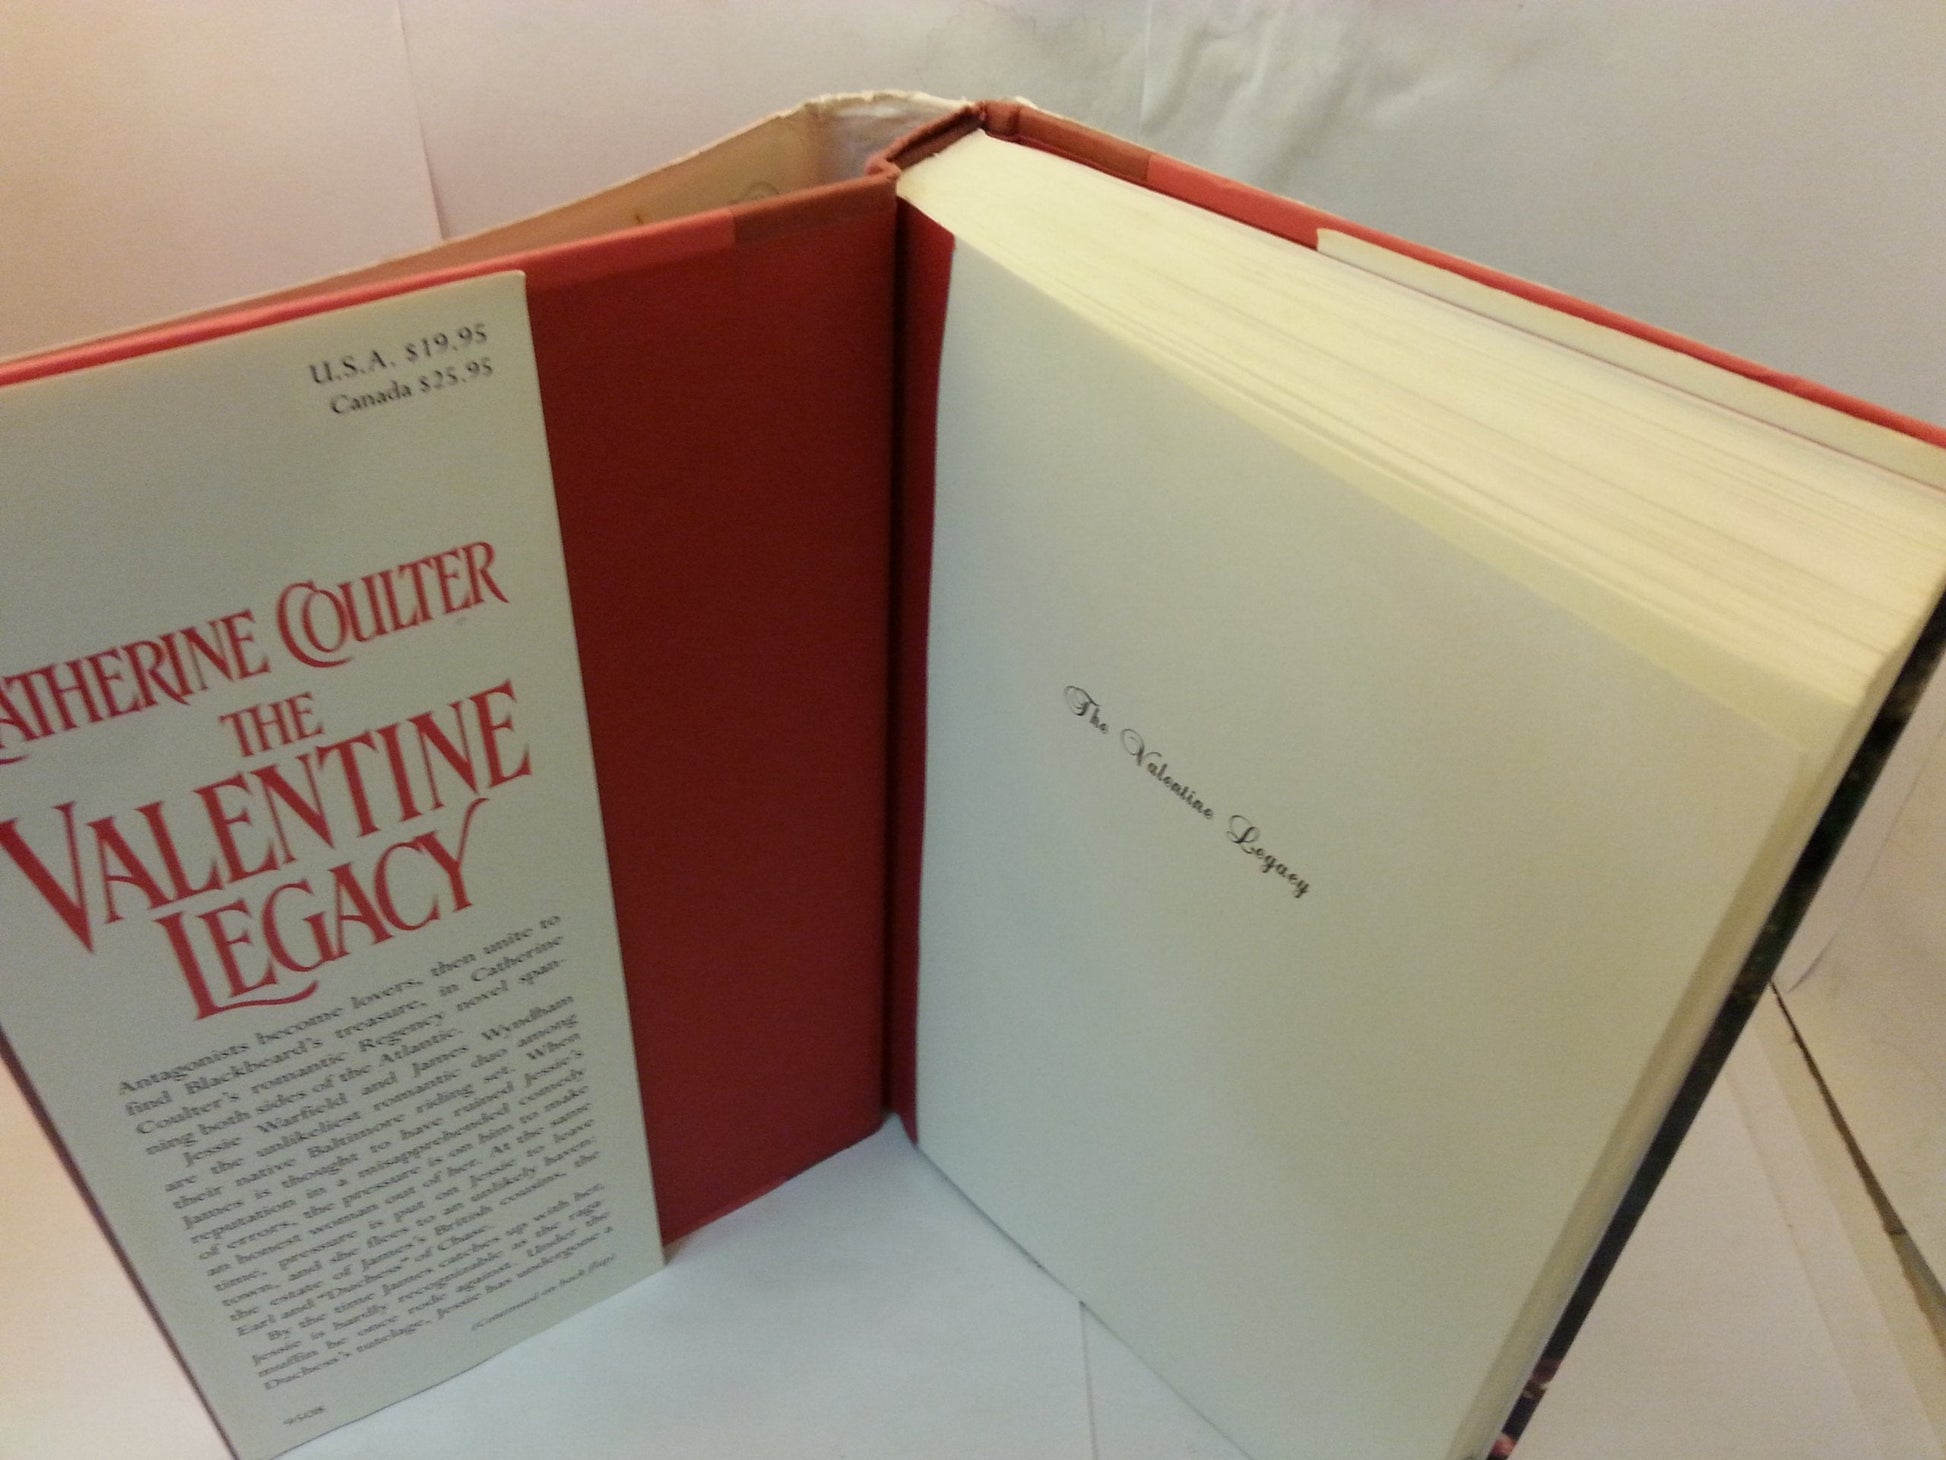 U.S.A. $19.95
Canada $25.95
ATHERINE COULTER
THE
VALENTINE
LEGACY
Antagonists become lovers, then unite to
find Blackbeard's treasure, in Catherine
Coulter's romantic Regency novel span-
ning both sides of the Atlantic.
Jessie Warfield and James Wyndham
are the unlikeliest romantic duo among
their native Baltimore riding set. When
James is thought to have ruined Jessie's
reputation in a misapprehended comedy
of errors, the pressure is on him to make
an honest woman out of her. At the same
time, pressure is put on Jessie to leave
town, and she flees to an unlikely haven:
the estate of James's British cousins, the
Earl and "Duchess" of Chase.
By the time James catches up with her,
Jessie is hardly recognizable as the raga-
muffin he once rode against. Under the
Duchess's tutelage, Jessie has undergone a
(Continued on back flap)
9508
The Valentine Legacy